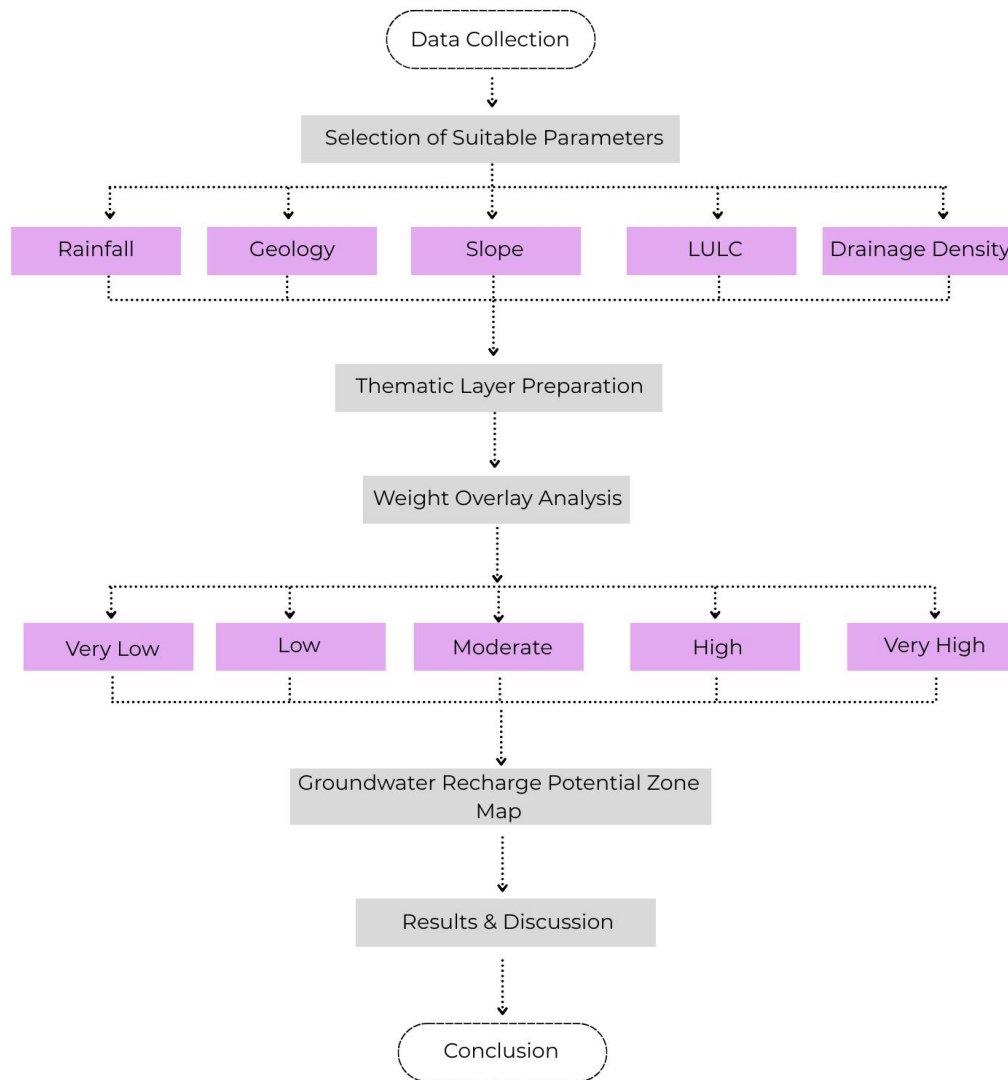 Data Collection
Selection of Suitable Parameters
Rainfall
Geology
Slope
LULC
Drainage Density
Thematic Layer Preparation
Weight Overlay Analysis
Very Low
Low
Moderate
High
Very High
Groundwater Recharge Potential Zone
Map
Results & Discussion
Conclusion